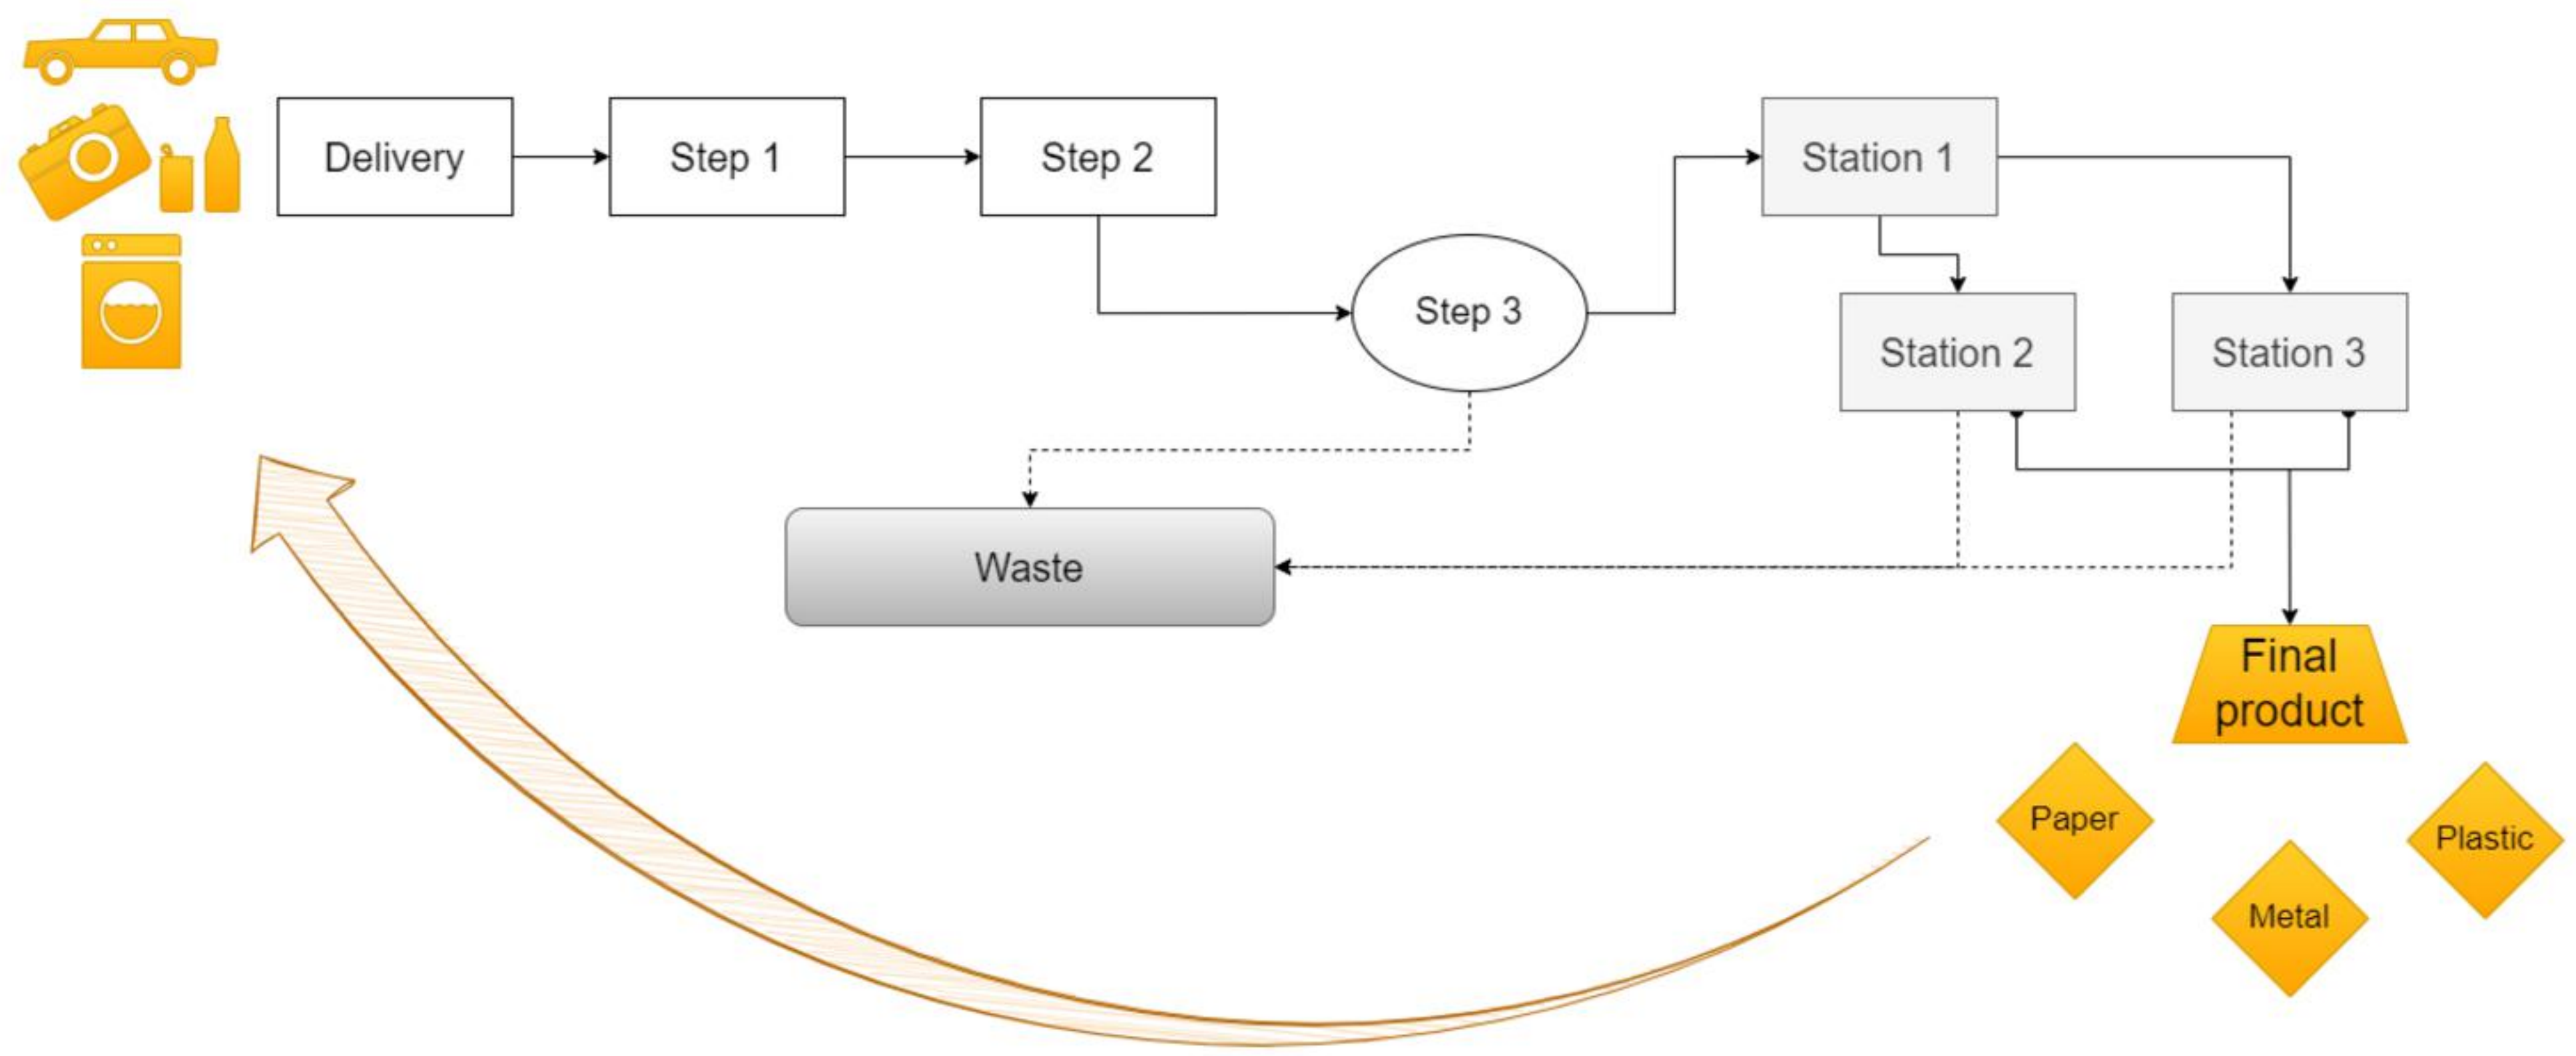 Delivery
Step 1
Step 2
Station 1
Step 3
Station 2
Station 3
Waste
Final
product
Paper
Plastic
Metal